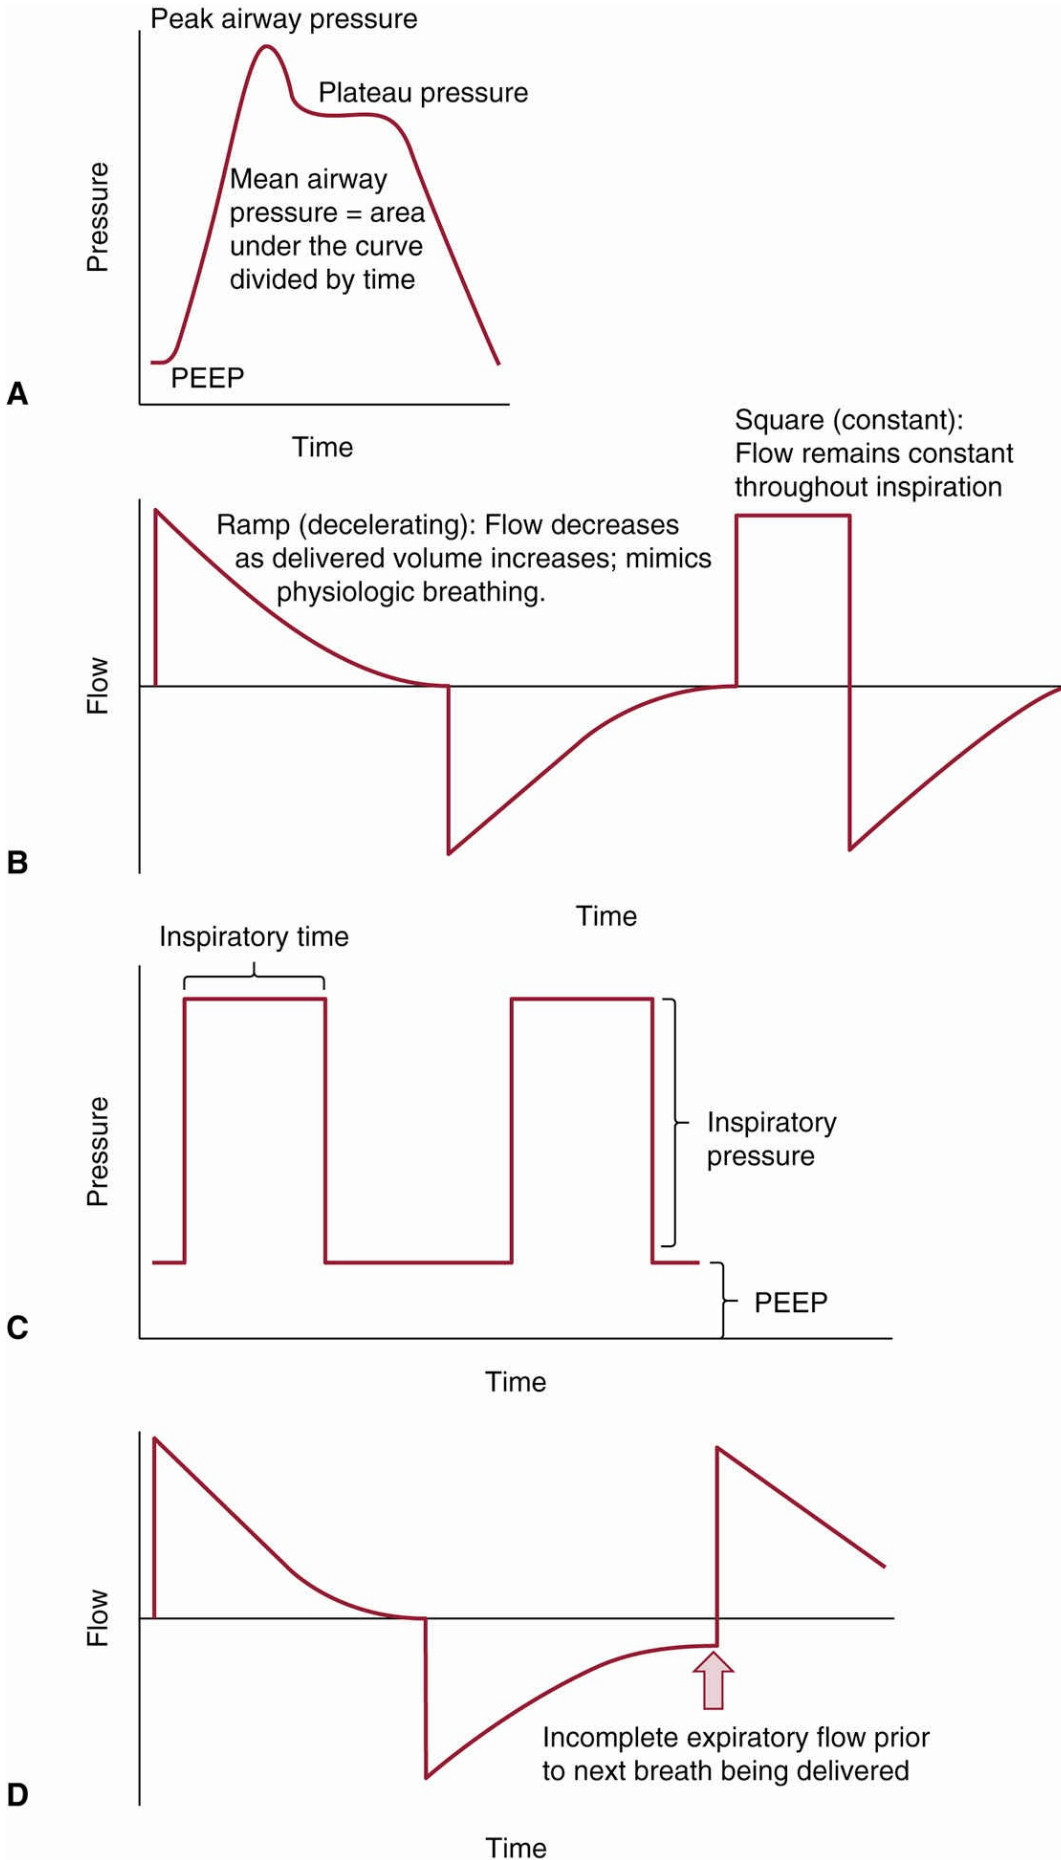 Peak airway pressure
Plateau pressure
Pressure
Mean airway
pressure = area
under the curve
divided by time
PEEP
A
Time
Square (constant):
Flow remains constant
throughout inspiration
Ramp (decelerating): Flow decreases
as delivered volume increases; mimics
physiologic breathing.
Flow
B
Time
Inspiratory time
Pressure
Inspiratory
pressure
PEEP
C
Time
Flow
Incomplete expiratory flow prior
to next breath being delivered
D
Time